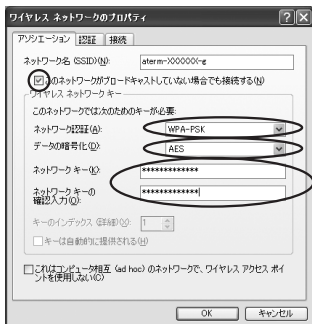 ワイヤレス ネットワークのプロパティ
アソシエーション 認証 接続
ネットワーク名 (SSID)(N): aterm-XXXXXX-g
このネットワークがブロードキャストしていない場合でも接続する(N)
ワイヤレス ネットワーク キー
このネットワークでは次のためのキーが必要:
ネットワーク認証(A): WPA-PSK
データの暗号化(D): AES
ネットワーク キー(K): *************
ネットワーク キーの
確認入力(O): *************
キーのインデックス (詳細)(X): 1
キーは自動的に提供される(H)
これはコンピュータ相互 (ad hoc) のネットワークで、ワイヤレス アクセス ポイ
ントを使用しない(C)
OK キャンセル